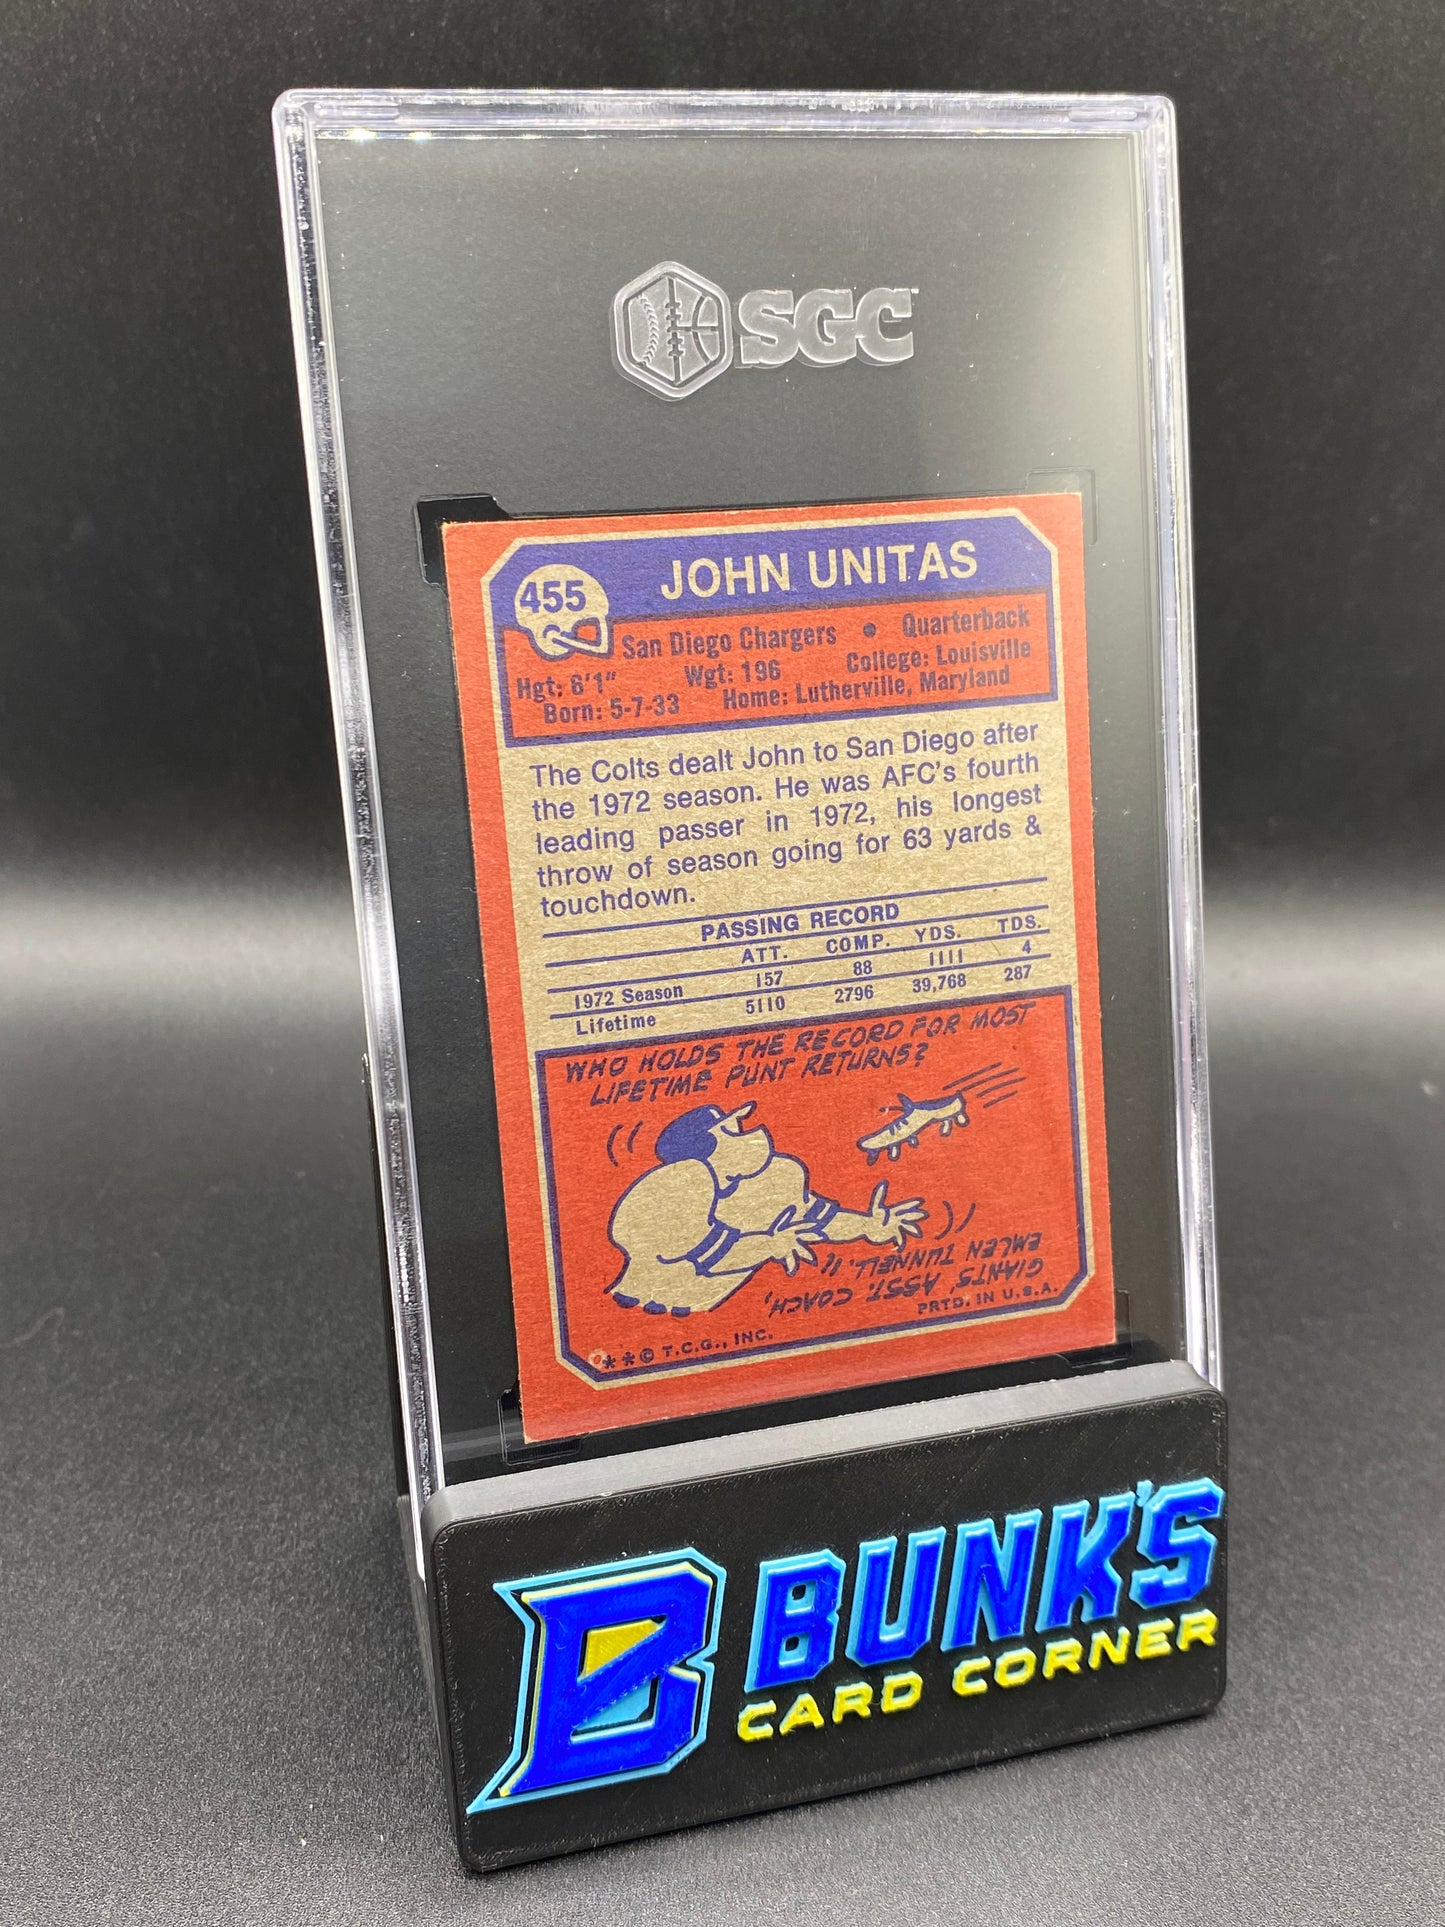 SGC
455
JOHN UNITAS
San Diego Chargers • Quarterback
Hgt: 6'1" Wgt: 196 College: Louisville
Born: 5-7-33 Home: Lutherville, Maryland
The Colts dealt John to San Diego after
the 1972 season. He was AFC's fourth
leading passer in 1972, his longest
throw of season going for 63 yards &
touchdown.
PASSING RECORD
ATT. COMP. YDS. TDS.
1972 Season 157 88 1111 4
Lifetime 5110 2796 39,768 287
WHO HOLDS THE RECORD FOR MOST
LIFETIME PUNT RETURNS?
GIANTS' ASST. COACH,
EMLEN TUNNELL.
** © T.C.G., INC. PRTD. IN U.S.A.
B BUNK'S
CARD CORNER